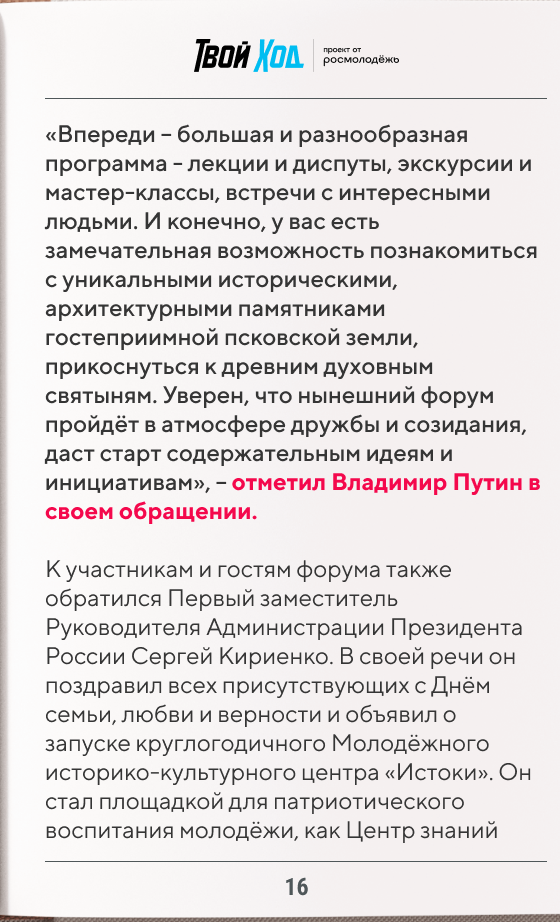 ТВОЙ ХОД
проект от
росмолодёжь
«Впереди – большая и разнообразная
программа - лекции и диспуты, экскурсии и
мастер-классы, встречи с интересными
людьми. И конечно, у вас есть
замечательная возможность познакомиться
с уникальными историческими,
архитектурными памятниками
гостеприимной псковской земли,
прикоснуться к древним духовным
святыням. Уверен, что нынешний форум
пройдёт в атмосфере дружбы и созидания,
даст старт содержательным идеям и
инициативам», – отметил Владимир Путин в
своем обращении.
К участникам и гостям форума также
обратился Первый заместитель
Руководителя Администрации Президента
России Сергей Кириенко. В своей речи он
поздравил всех присутствующих с Днём
семьи, любви и верности и объявил о
запуске круглогодичного Молодёжного
историко-культурного центра «Истоки». Он
стал площадкой для патриотического
воспитания молодёжи, как Центр знаний
16